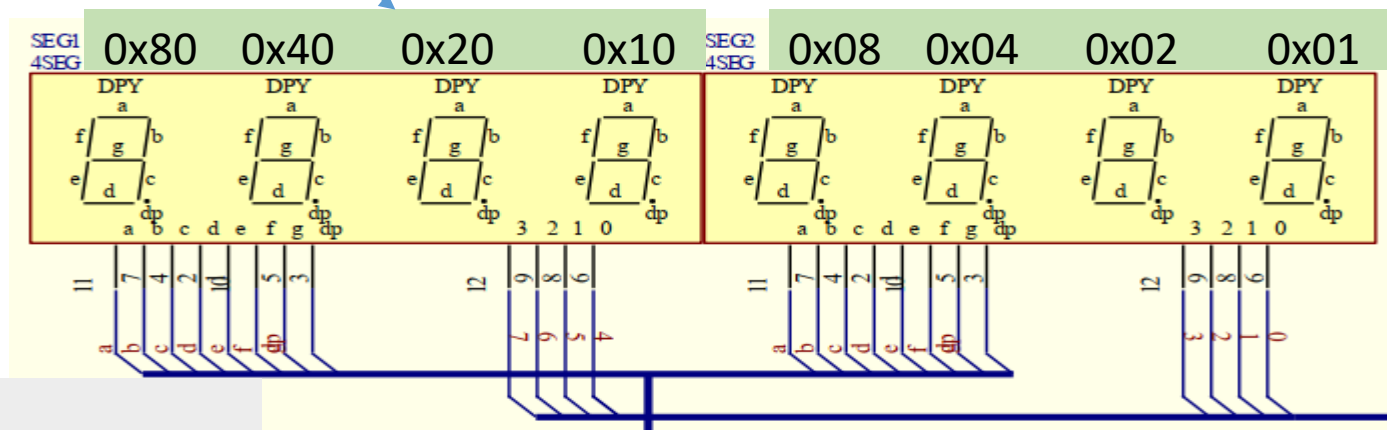 SEG1 0x80 0x40 0x20 0x10 SEG2 0x08 0x04 0x02 0x01
4SEG 4SEG
DPY DPY DPY DPY DPY DPY DPY DPY
a a a a a a a a
f b f b f b f b f b f b f b f b
g g g g g g g g
e c e c e c e c e c e c e c e c
d d d d d d d d
dp dp dp dp dp dp dp dp
a b c d e f g dp 3 2 1 0 a b c d e f g dp 3 2 1 0
11 7 4 2 10 5 3 12 9 8 6 11 7 4 2 10 5 3 12 9 8 6
a b c d e f dp 7 6 5 4 a b c d e f dp 3 2 1 0